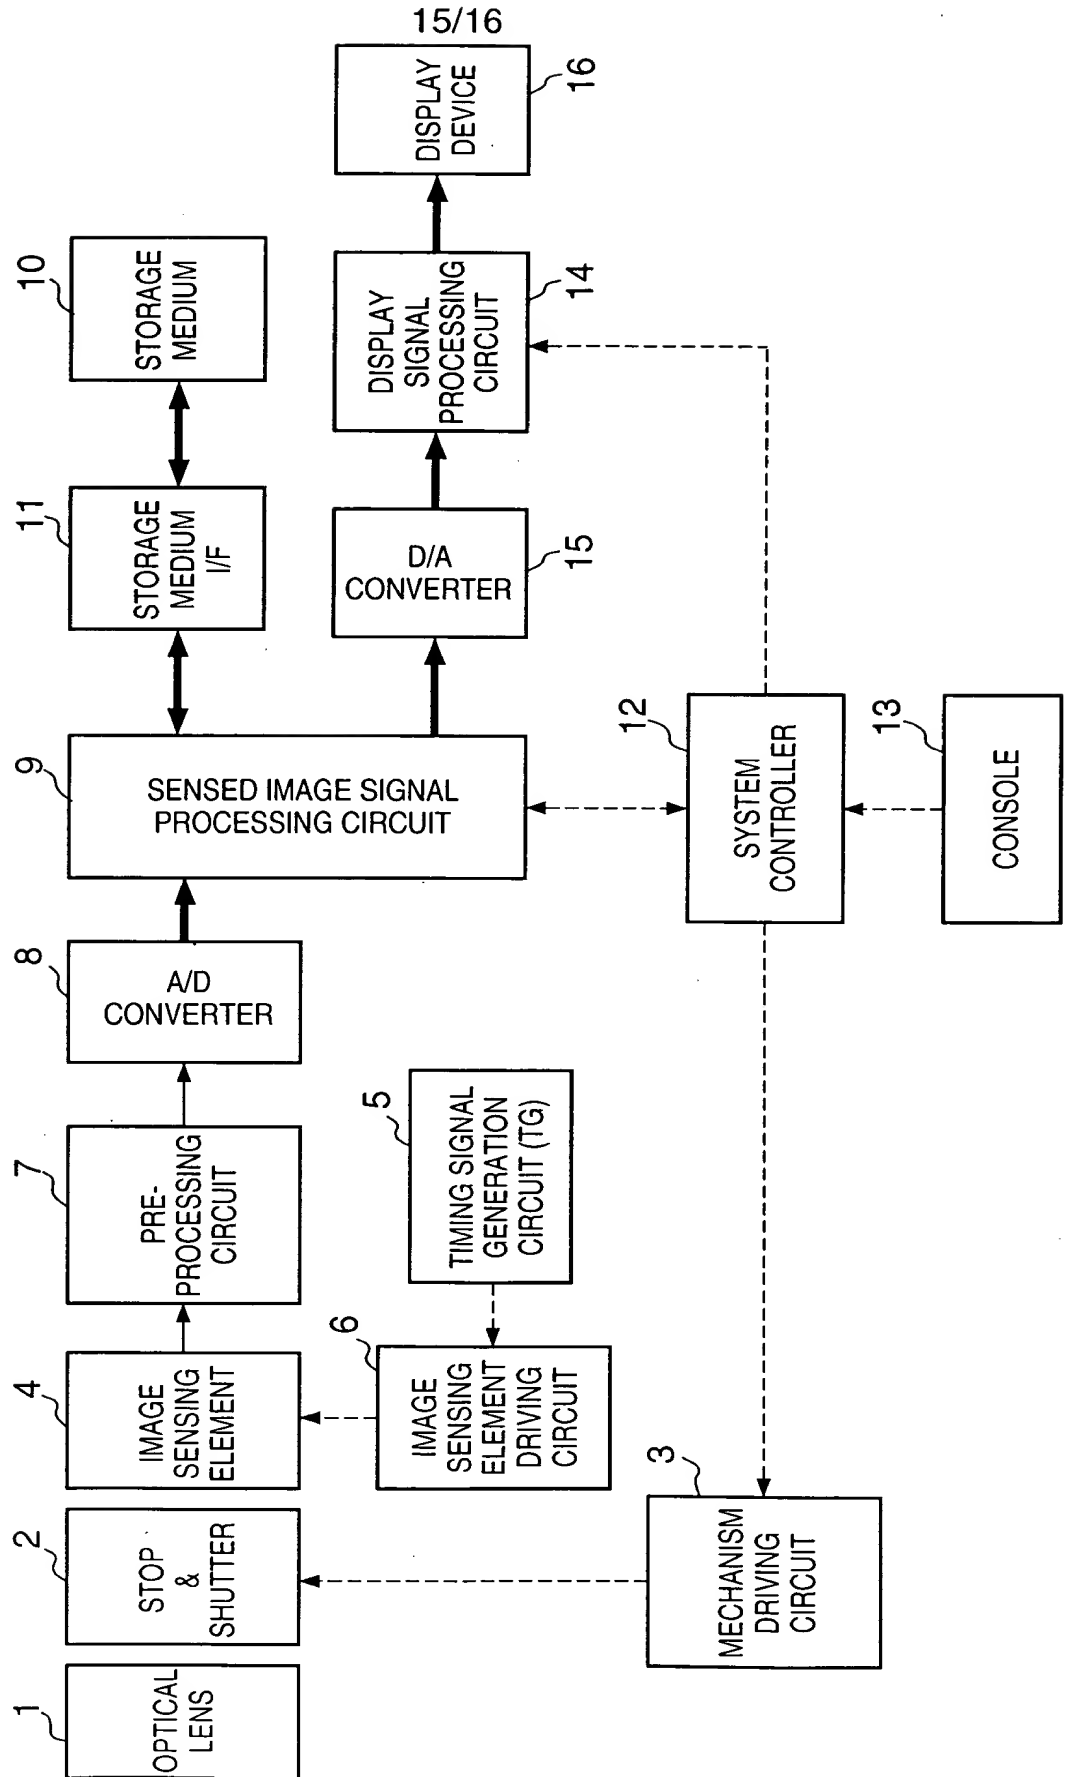 15/16
1
OPTICAL
LENS
2
STOP
&
SHUTTER
4
IMAGE
SENSING
ELEMENT
7
PRE-
PROCESSING
CIRCUIT
8
A/D
CONVERTER
9
SENSED IMAGE SIGNAL
PROCESSING CIRCUIT
11
STORAGE
MEDIUM
I/F
10
STORAGE
MEDIUM
D/A
CONVERTER
15
DISPLAY
SIGNAL
PROCESSING
CIRCUIT
14
DISPLAY
DEVICE
16
6
IMAGE
SENSING
ELEMENT
DRIVING
CIRCUIT
5
TIMING SIGNAL
GENERATION
CIRCUIT (TG)
3
MECHANISM
DRIVING
CIRCUIT
12
SYSTEM
CONTROLLER
13
CONSOLE